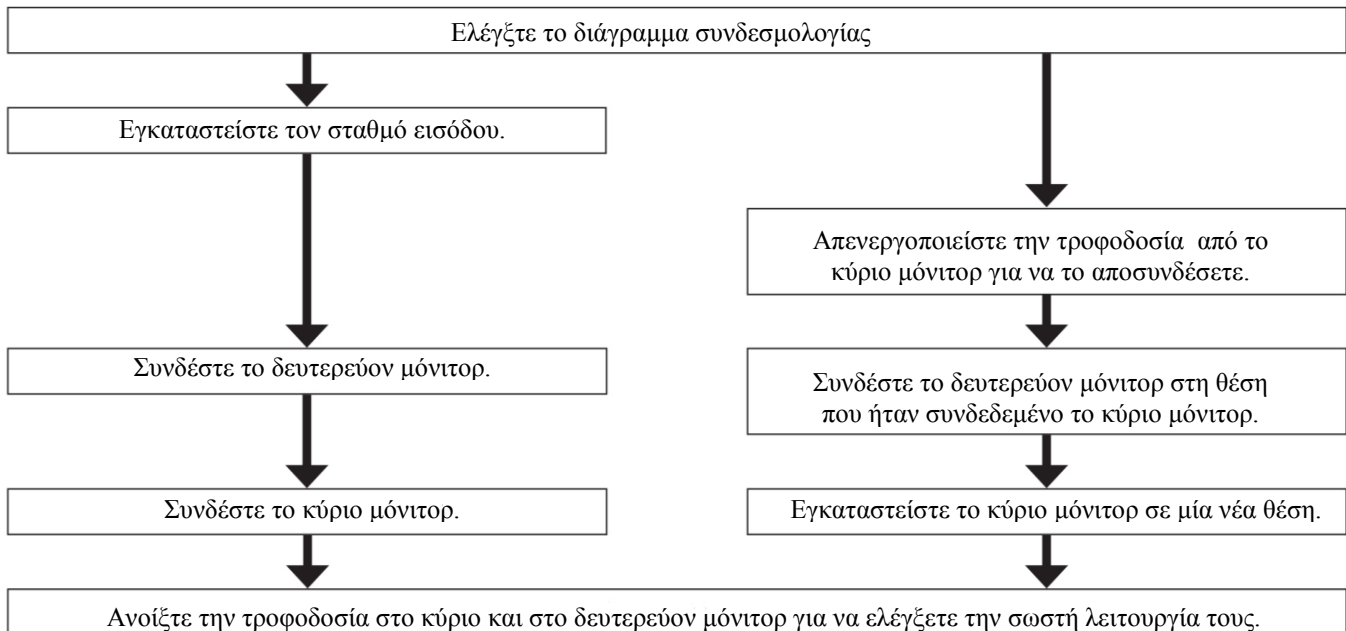 Ελέγξτε το διάγραμμα συνδεσμολογίας
Εγκαταστείστε τον σταθμό εισόδου.
Απενεργοποιείστε την τροφοδοσία  από το
κύριο μόνιτορ για να το αποσυνδέσετε.
Συνδέστε το δευτερεύον μόνιτορ.
Συνδέστε το δευτερεύον μόνιτορ στη θέση
που ήταν συνδεδεμένο το κύριο μόνιτορ.
Συνδέστε το κύριο μόνιτορ.
Εγκαταστείστε το κύριο μόνιτορ σε μία νέα θέση.
Ανοίξτε την τροφοδοσία στο κύριο και στο δευτερεύον μόνιτορ για να ελέγξετε την σωστή λειτουργία τους.